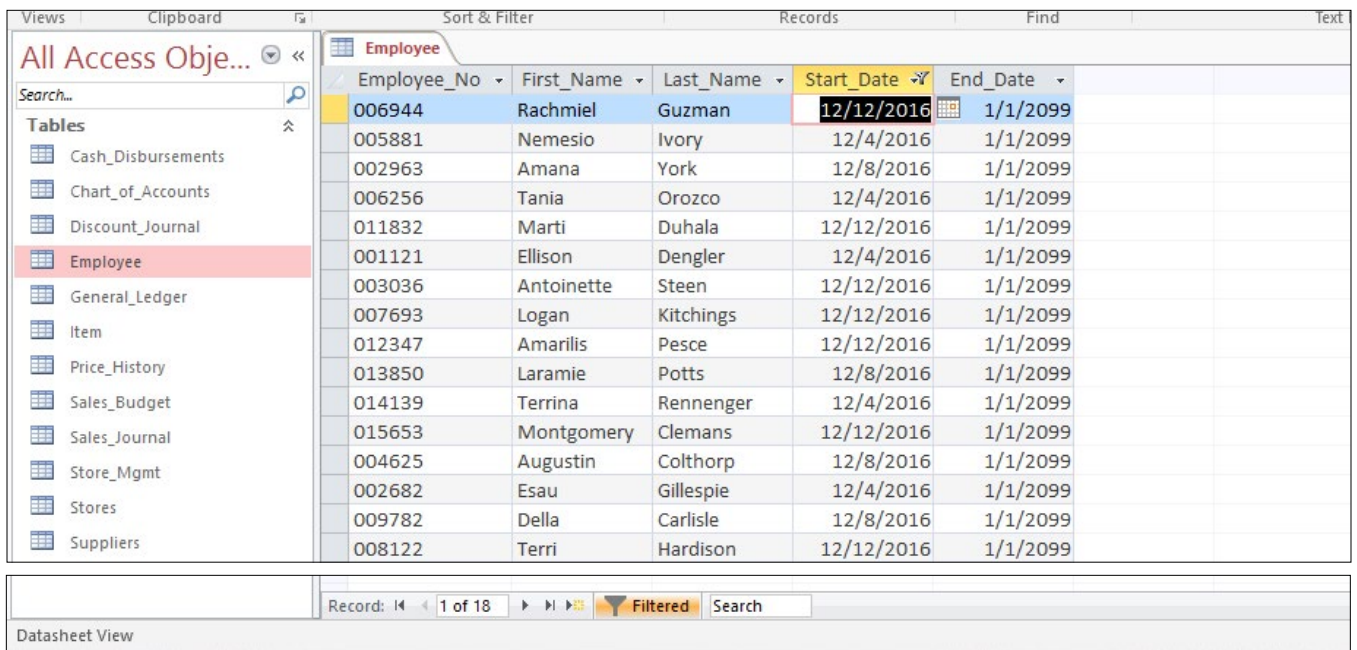 Views Clipboard Sort & Filter Records Find Text
All Access Obje... «
Search...
Tables
Cash_Disbursements
Chart_of_Accounts
Discount_Journal
Employee
General_Ledger
Item
Price_History
Sales_Budget
Sales_Journal
Store_Mgmt
Stores
Suppliers
Employee
Employee_No First_Name Last_Name Start_Date End_Date
006944 Rachmiel Guzman 12/12/2016 1/1/2099
005881 Nemesio Ivory 12/4/2016 1/1/2099
002963 Amana York 12/8/2016 1/1/2099
006256 Tania Orozco 12/4/2016 1/1/2099
011832 Marti Duhala 12/12/2016 1/1/2099
001121 Ellison Dengler 12/4/2016 1/1/2099
003036 Antoinette Steen 12/12/2016 1/1/2099
007693 Logan Kitchings 12/12/2016 1/1/2099
012347 Amarilis Pesce 12/12/2016 1/1/2099
013850 Laramie Potts 12/8/2016 1/1/2099
014139 Terrina Rennenger 12/4/2016 1/1/2099
015653 Montgomery Clemans 12/12/2016 1/1/2099
004625 Augustin Colthorp 12/8/2016 1/1/2099
002682 Esau Gillespie 12/4/2016 1/1/2099
009782 Della Carlisle 12/8/2016 1/1/2099
008122 Terri Hardison 12/12/2016 1/1/2099
Record: 1 of 18 Filtered Search
Datasheet View